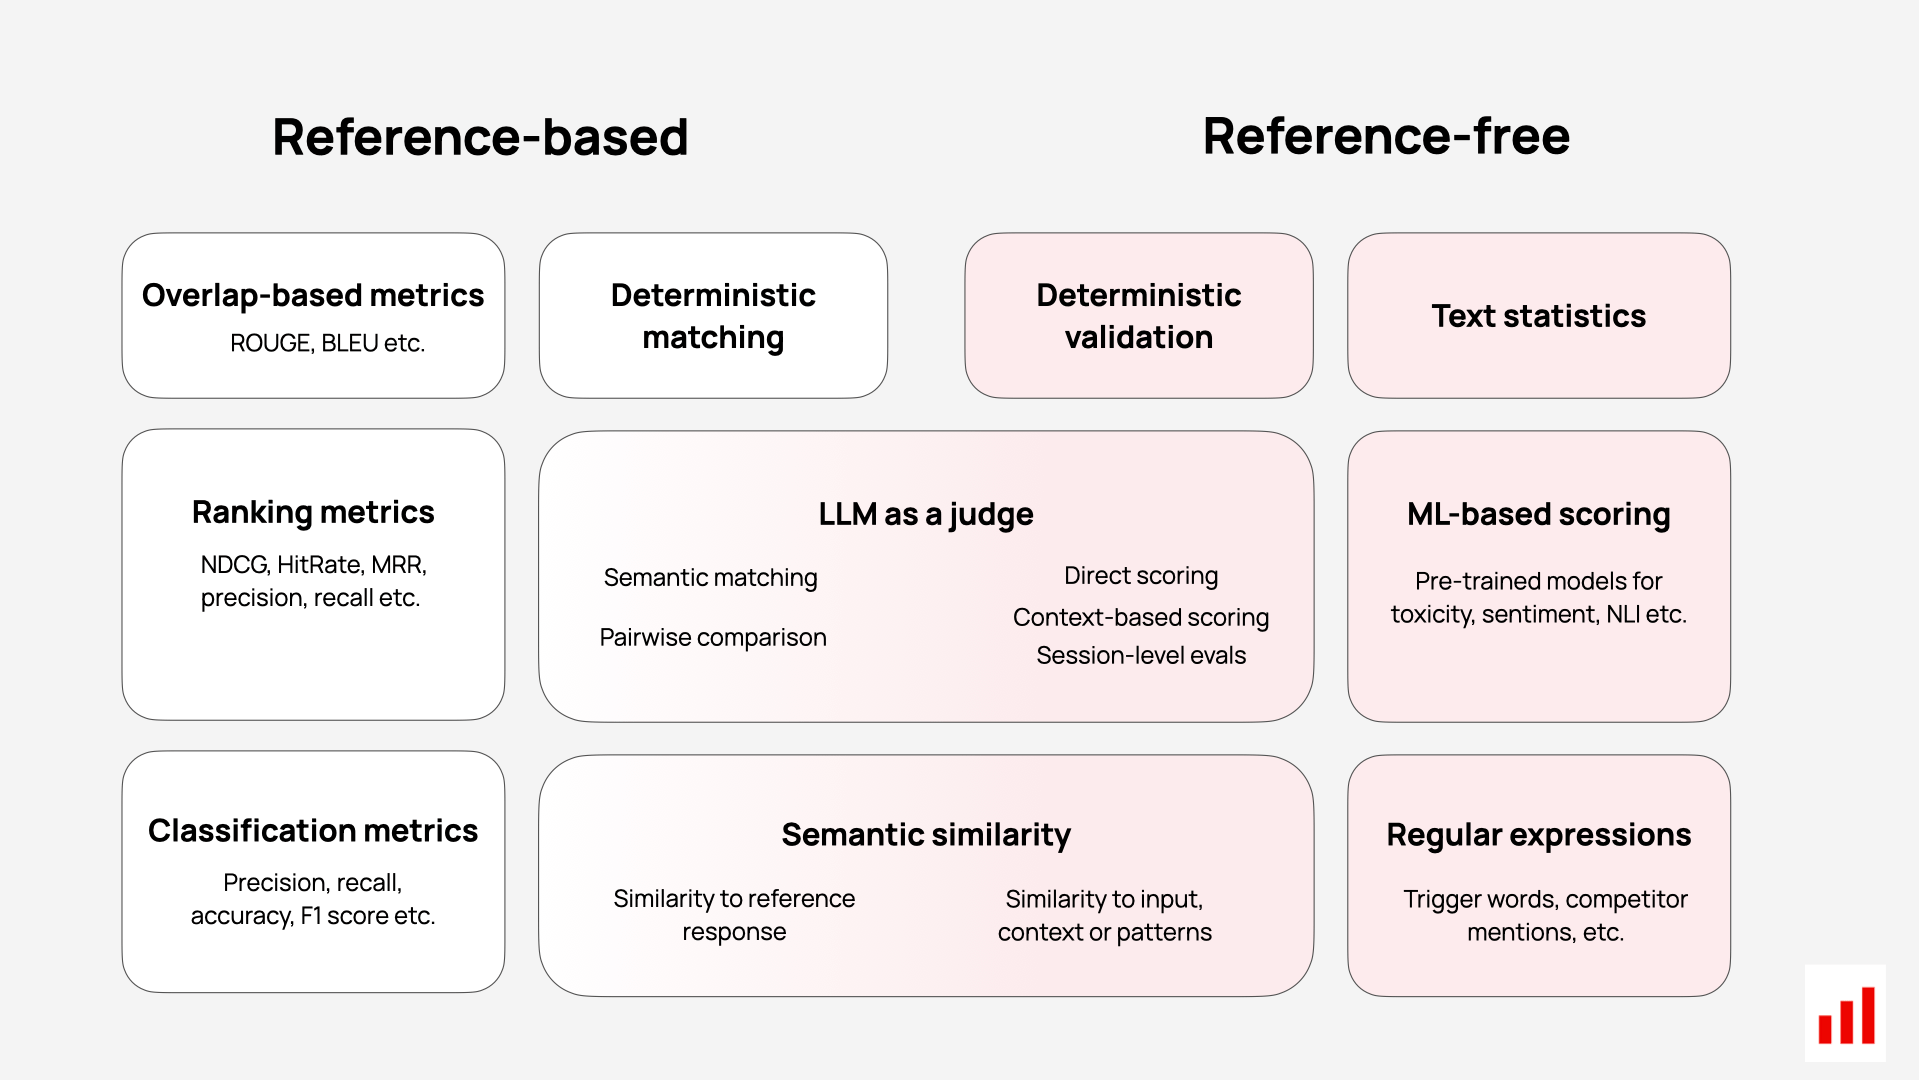 Reference-based
Reference-free
Overlap-based metrics
ROUGE, BLEU etc.
Deterministic
matching
Deterministic
validation
Text statistics
Ranking metrics
NDCG, HitRate, MRR,
precision, recall etc.
LLM as a judge
Semantic matching
Pairwise comparison
Direct scoring
Context-based scoring
Session-level evals
ML-based scoring
Pre-trained models for
toxicity, sentiment, NLI etc.
Classification metrics
Precision, recall,
accuracy, F1 score etc.
Semantic similarity
Similarity to reference
response
Similarity to input,
context or patterns
Regular expressions
Trigger words, competitor
mentions, etc.